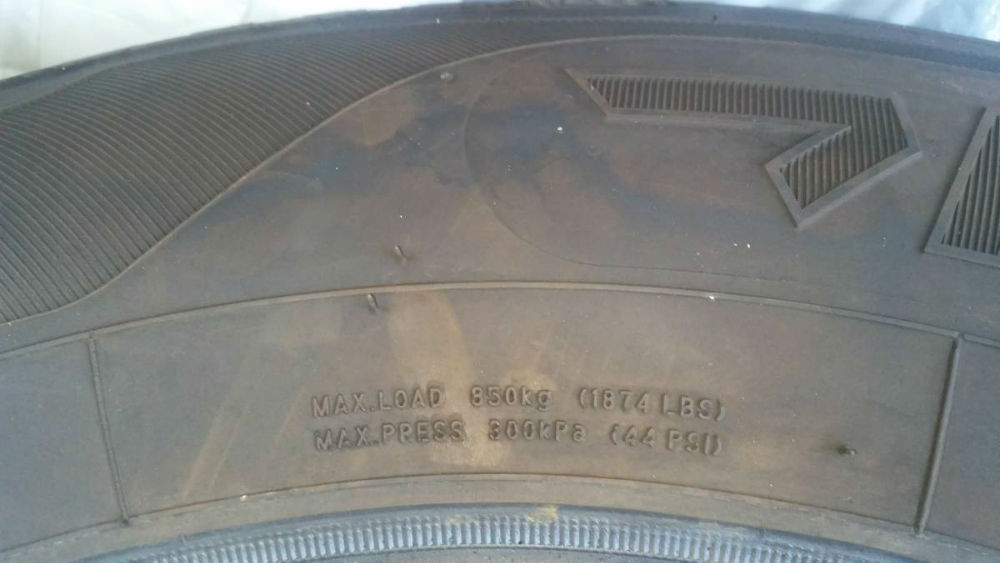 MAX.LOAD 850kg (1874 LBS)
MAX.PRESS 300kPa (44 PSI)